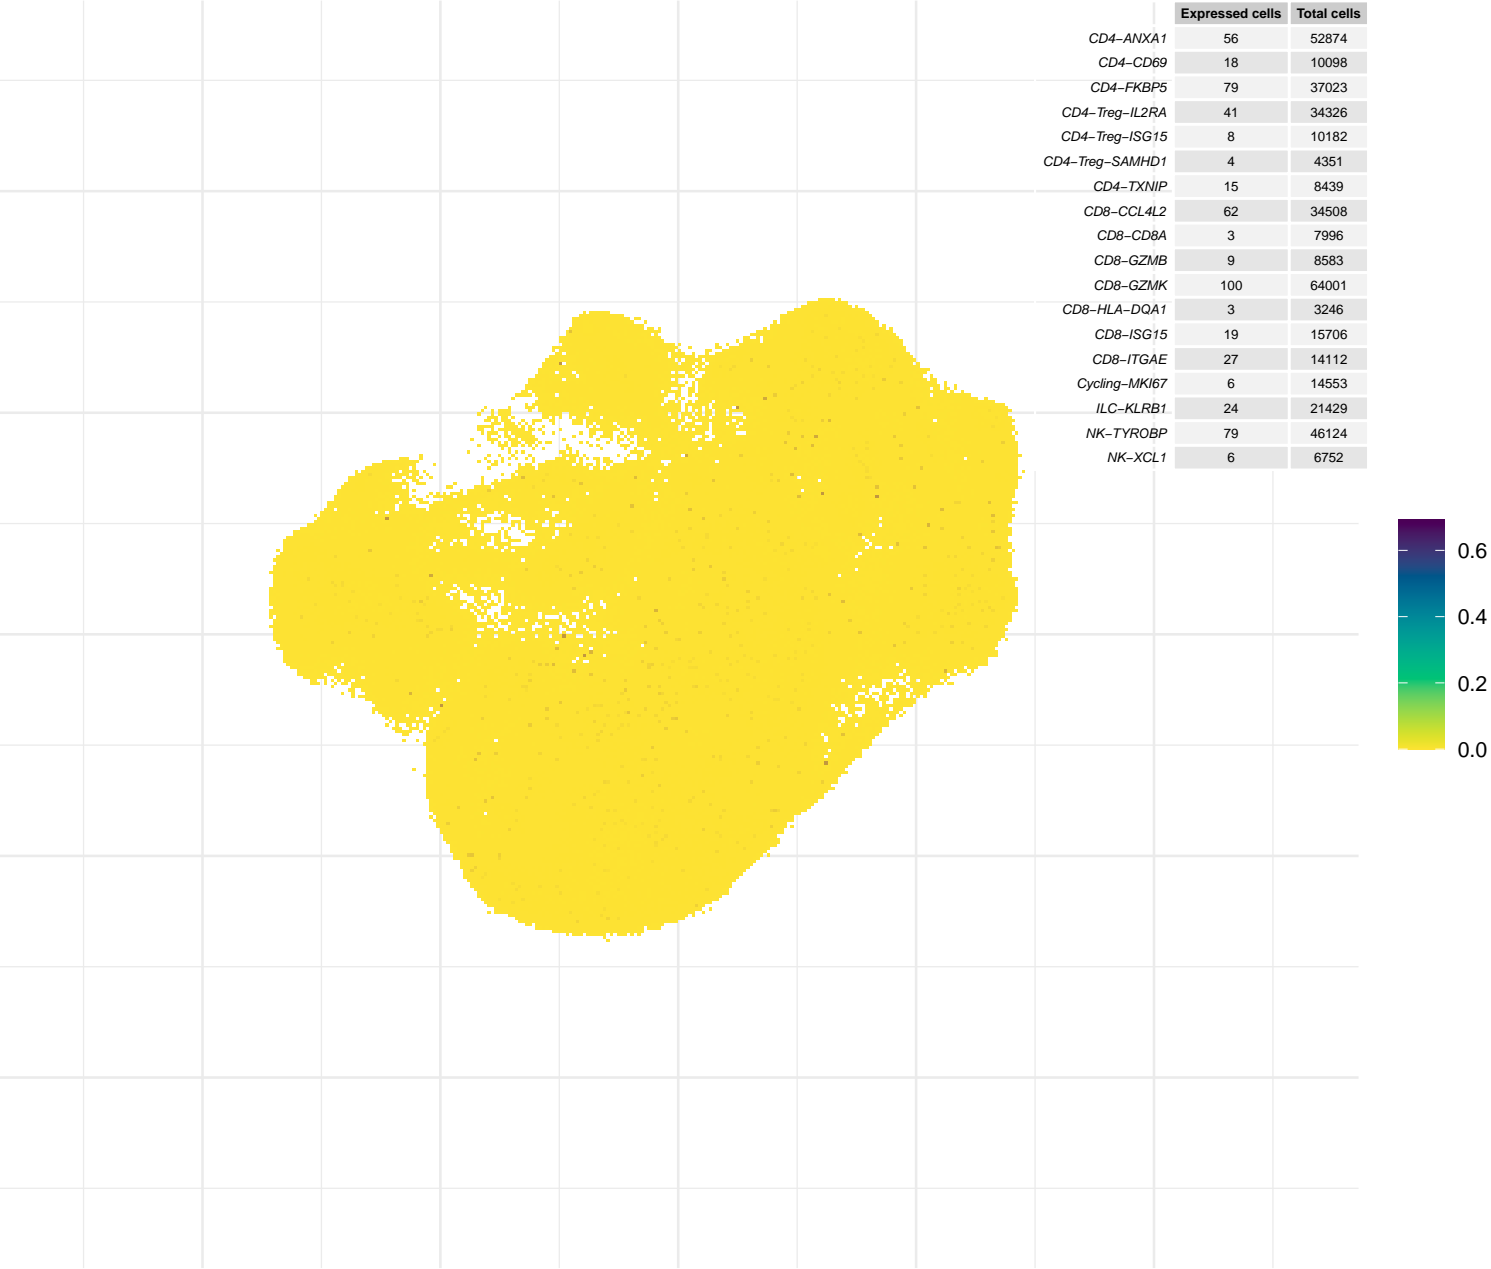 Expressed cells Total cells
CD4−ANXA1 56 52874
CD4−CD69 18 10098
CD4−FKBP5 79 37023
CD4−Treg−IL2RA 41 34326
CD4−Treg−ISG15 8 10182
CD4−Treg−SAMHD1 4 4351
CD4−TXNIP 15 8439
CD8−CCL4L2 62 34508
CD8−CD8A 3 7996
CD8−GZMB 9 8583
CD8−GZMK 100 64001
CD8−HLA−DQA1 3 3246
CD8−ISG15 19 15706
CD8−ITGAE 27 14112
Cycling−MKI67 6 14553
ILC−KLRB1 24 21429
NK−TYROBP 79 46124
NK−XCL1 6 6752
0.6
0.4
0.2
0.0